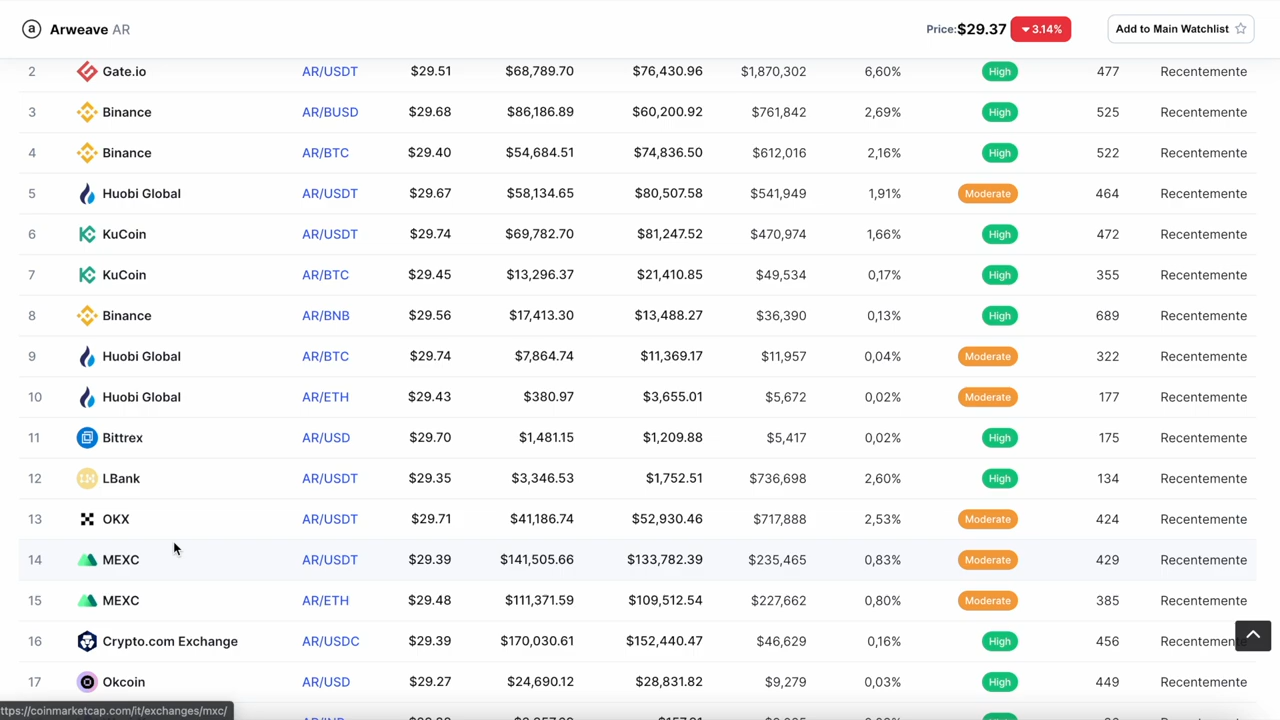 Arweave AR Price:$29.37 3.14% Add to Main Watchlist
2 Gate.io AR/USDT $29.51 $68,789.70 $76,430.96 $1,870,302 6,60% High 477 Recentemente
3 Binance AR/BUSD $29.68 $86,186.89 $60,200.92 $761,842 2,69% High 525 Recentemente
4 Binance AR/BTC $29.40 $54,684.51 $74,836.50 $612,016 2,16% High 522 Recentemente
5 Huobi Global AR/USDT $29.67 $58,134.65 $80,507.58 $541,949 1,91% Moderate 464 Recentemente
6 KuCoin AR/USDT $29.74 $69,782.70 $81,247.52 $470,974 1,66% High 472 Recentemente
7 KuCoin AR/BTC $29.45 $13,296.37 $21,410.85 $49,534 0,17% High 355 Recentemente
8 Binance AR/BNB $29.56 $17,413.30 $13,488.27 $36,390 0,13% High 689 Recentemente
9 Huobi Global AR/BTC $29.74 $7,864.74 $11,369.17 $11,957 0,04% Moderate 322 Recentemente
10 Huobi Global AR/ETH $29.43 $380.97 $3,655.01 $5,672 0,02% Moderate 177 Recentemente
11 Bittrex AR/USD $29.70 $1,481.15 $1,209.88 $5,417 0,02% High 175 Recentemente
12 LBank AR/USDT $29.35 $3,346.53 $1,752.51 $736,698 2,60% High 134 Recentemente
13 OKX AR/USDT $29.71 $41,186.74 $52,930.46 $717,888 2,53% Moderate 424 Recentemente
14 MEXC AR/USDT $29.39 $141,505.66 $133,782.39 $235,465 0,83% Moderate 429 Recentemente
15 MEXC AR/ETH $29.48 $111,371.59 $109,512.54 $227,662 0,80% Moderate 385 Recentemente
16 Crypto.com Exchange AR/USDC $29.39 $170,030.61 $152,440.47 $46,629 0,16% High 456 Recentemente
17 Okcoin AR/USD $29.27 $24,690.12 $28,831.82 $9,279 0,03% High 449 Recentemente
ttps://coinmarketcap.com/it/exchanges/mxc/